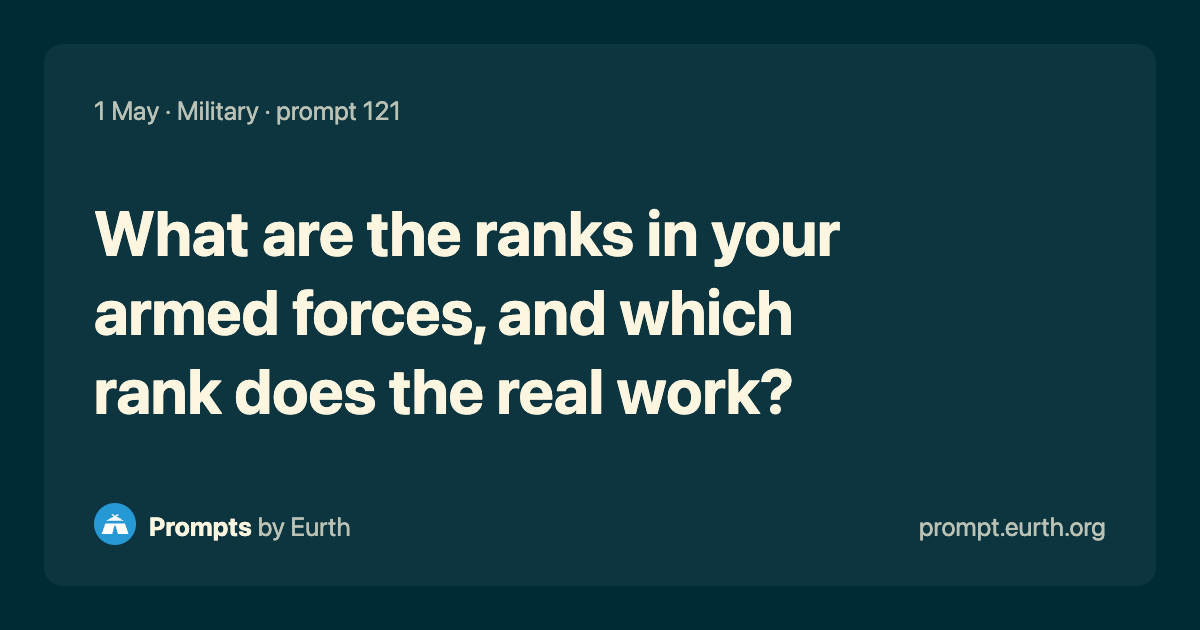 1 May · Military · prompt 121
What are the ranks in your
armed forces, and which
rank does the real work?
Prompts by Eurth
prompt.eurth.org